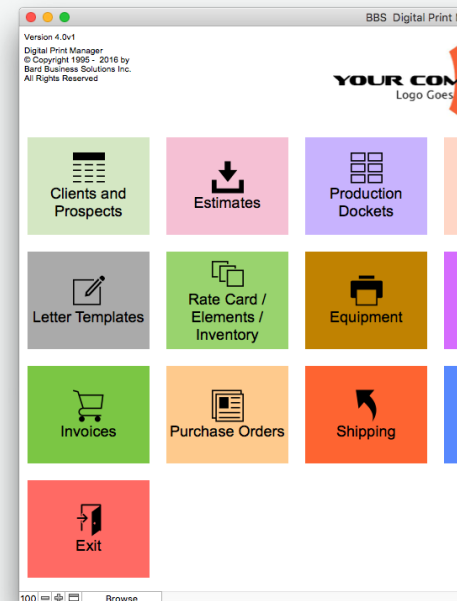 BBS Digital Print
Version 4.0v1
Digital Print Manager
© Copyright 1995 - 2016 by
Bard Business Solutions Inc.
All Rights Reserved
YOUR
Logo Goes
Clients and
Prospects
Estimates
Production
Dockets
Letter Templates
Rate Card /
Elements /
Inventory
Equipment
Invoices
Purchase Orders
Shipping
Exit
100
Browse